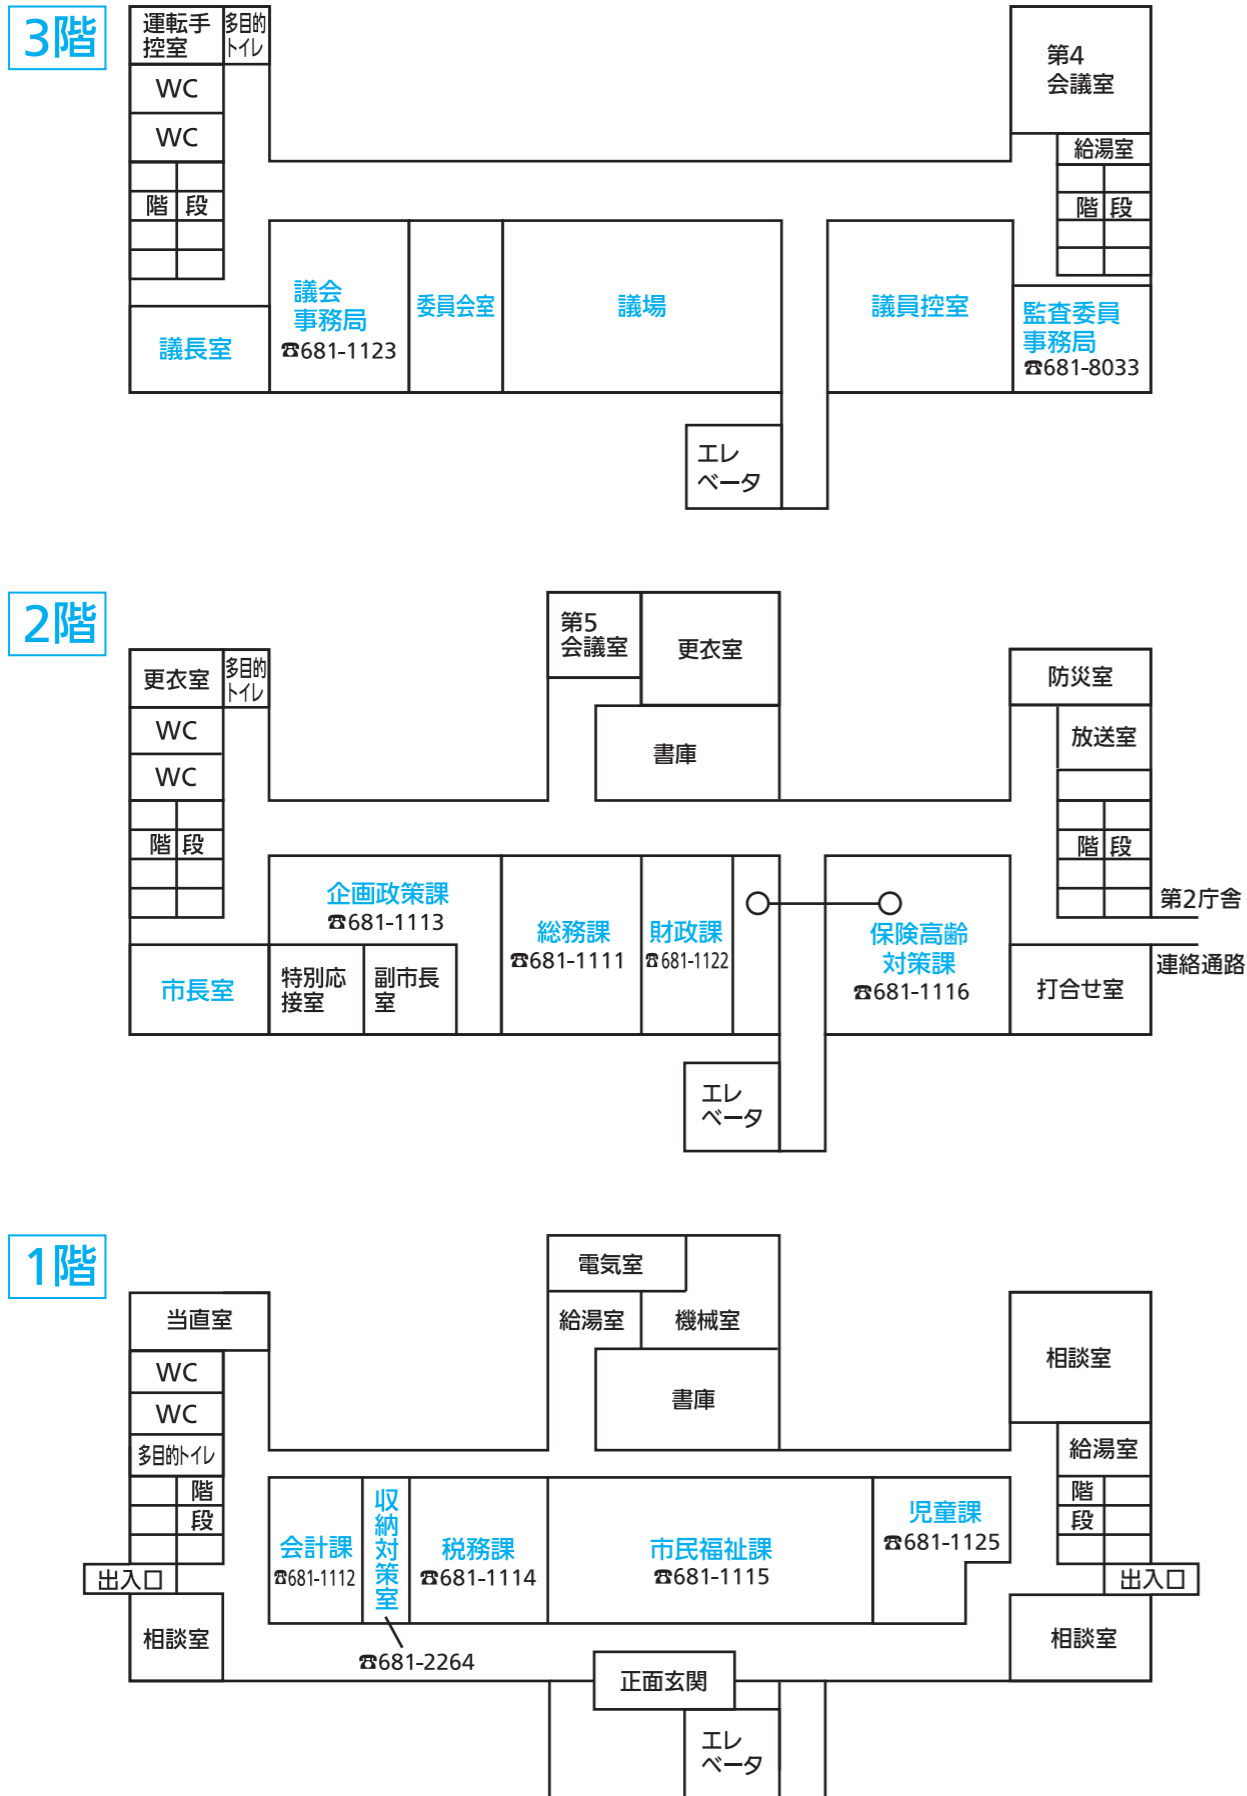 3階
運転手
控室
多目的
トイレ
WC
WC
階段
議長室
議会
事務局
☎681-1123
委員会室
議場
議員控室
第4
会議室
給湯室
階段
監査委員
事務局
☎681-8033
エレ
ベータ
2階
更衣室
多目的
トイレ
WC
WC
階段
市長室
企画政策課
☎681-1113
特別応
接室
副市長
室
総務課
☎681-1111
財政課
☎681-1122
第5
会議室
更衣室
書庫
保険高齢
対策課
☎681-1116
防災室
放送室
階段
第2庁舎
連絡通路
打合せ室
エレ
ベータ
1階
当直室
WC
WC
多目的トイレ
階
段
出入口
相談室
会計課
☎681-1112
収納対策室
☎681-2264
税務課
☎681-1114
電気室
給湯室
機械室
書庫
市民福祉課
☎681-1115
児童課
☎681-1125
相談室
給湯室
階
段
出入口
相談室
正面玄関
エレ
ベータ